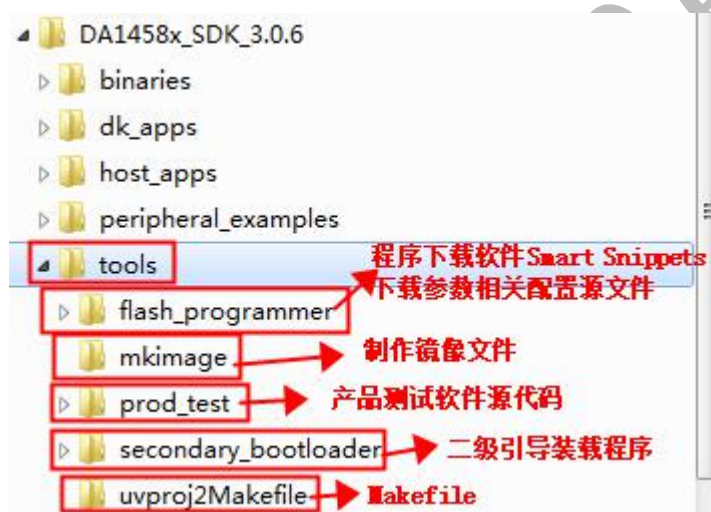 DA1458x_SDK_3.0.6
binaries
dk_apps
host_apps
peripheral_examples
tools
程序下载软件Smart Snippets
下载参数相关配置源文件
flash_programmer
mkimage
制作镜像文件
prod_test
产品测试软件源代码
secondary_bootloader
二级引导装载程序
uvproj2Makefile
Makefile